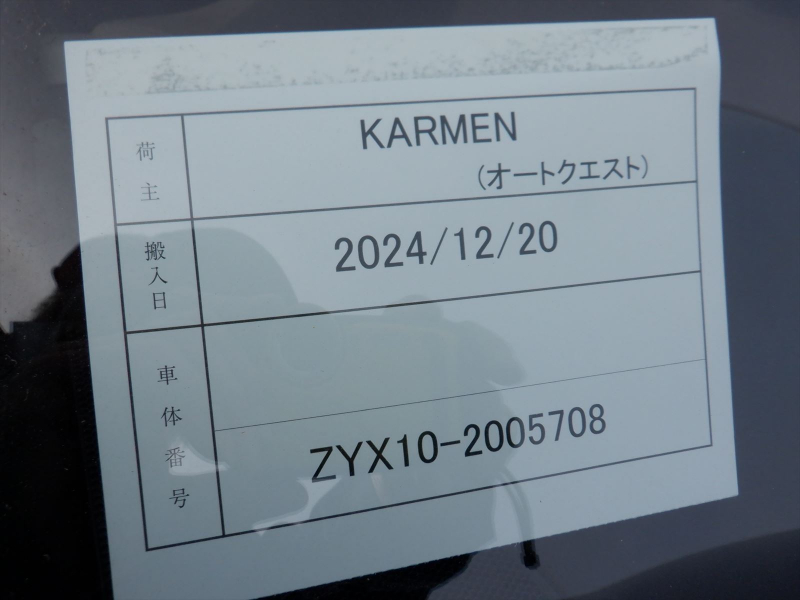 荷主
KARMEN
(オートクエスト)
搬入日
2024/12/20
車体番号
ZYX10-2005708